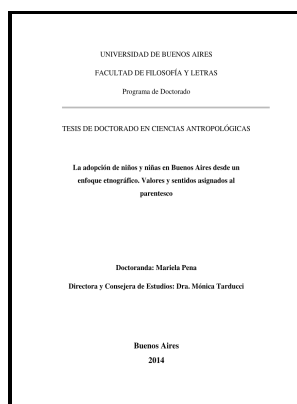 UNIVERSIDAD DE BUENOS AIRES
FACULTAD DE FILOSOFÍA Y LETRAS
Programa de Doctorado
TESIS DE DOCTORADO EN CIENCIAS ANTROPOLÓGICAS
La adopción de niños y niñas en Buenos Aires desde un
enfoque etnográfico. Valores y sentidos asignados al
parentesco
Doctoranda: Mariela Pena
Directora y Consejera de Estudios: Dra. Mónica Tarducci
Buenos Aires
2014